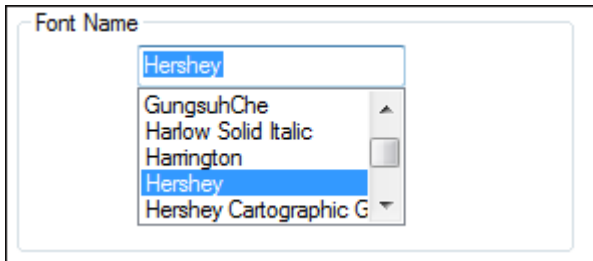 Font Name
Hershey
GungsuhChe
Harlow Solid Italic
Harrington
Hershey
Hershey Cartographic G